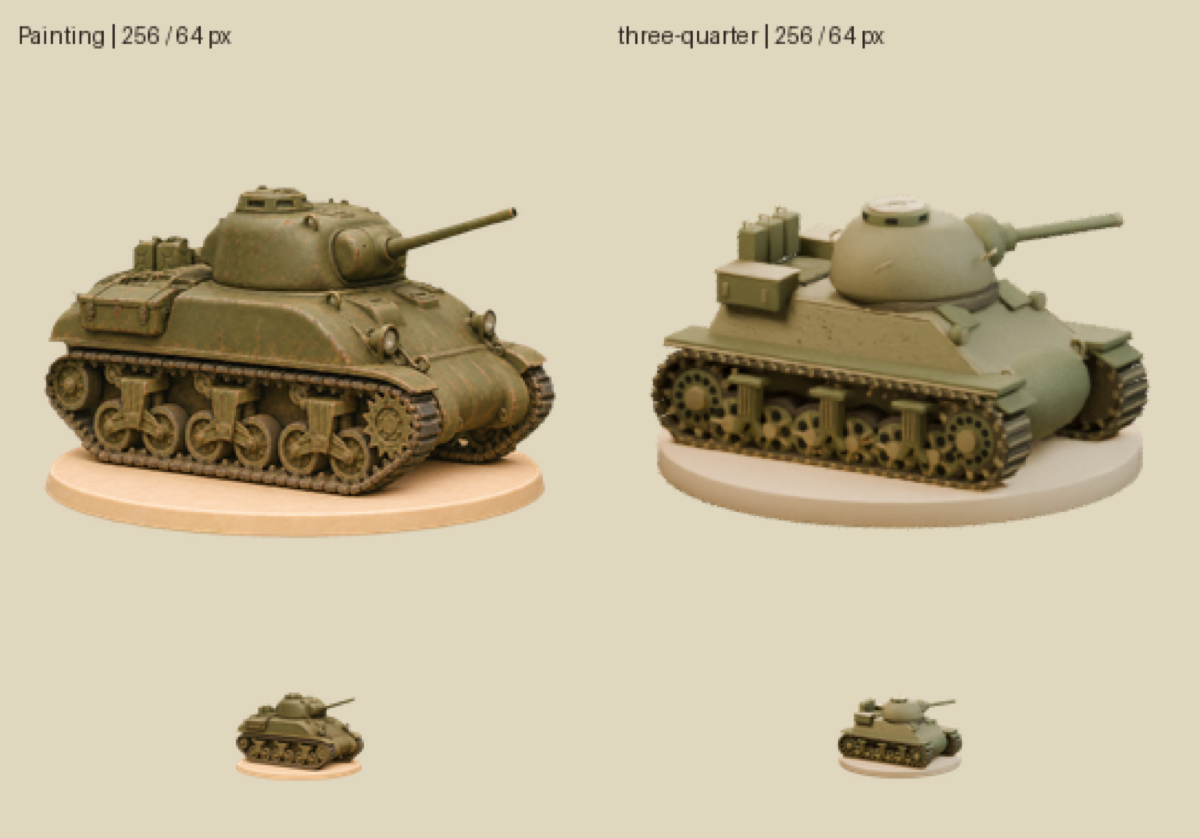 Painting | 256 / 64 px
three-quarter | 256 / 64 px